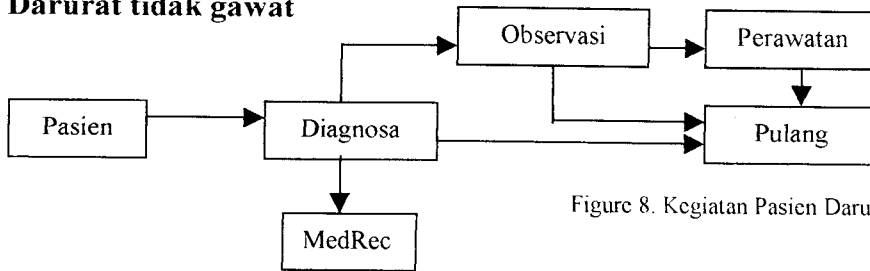 Darurat tidak gawat
Observasi
Perawatan
Pasien
Diagnosa
Pulang
Figure 8. Kegiatan Pasien Daru
MedRec